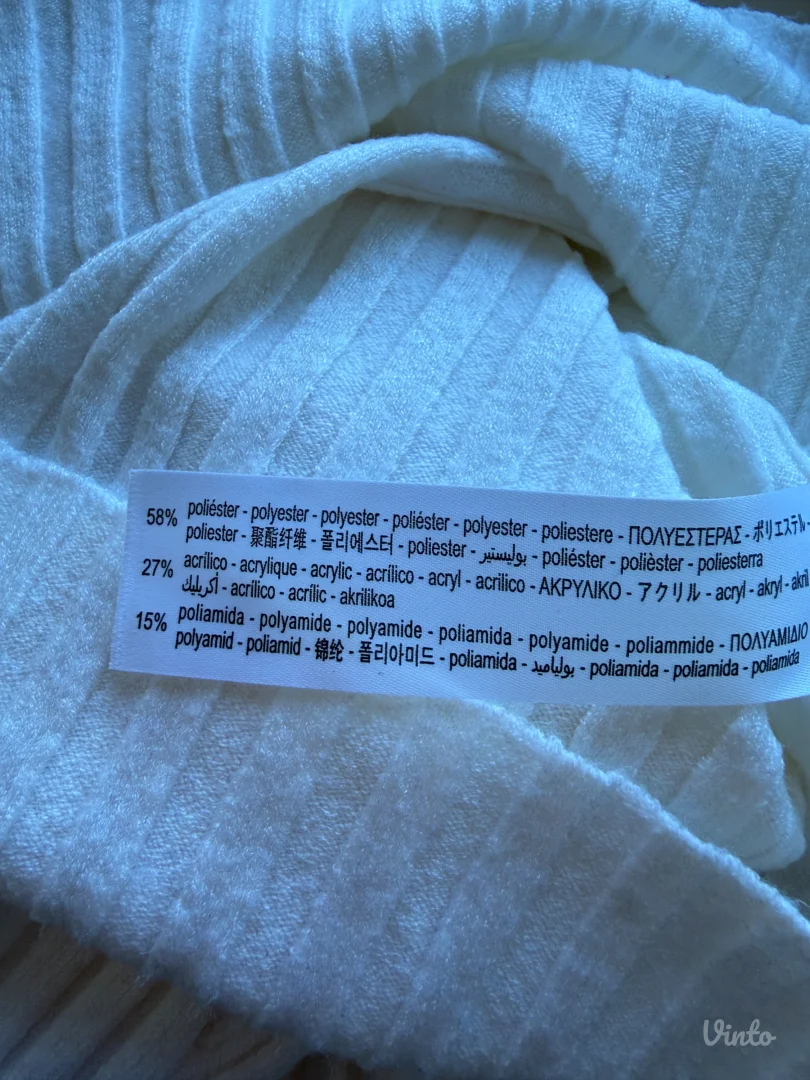 58% poliéster - polyester - polyester - poliéster - polyester - poliestere - ΠΟΛΥΕΣΤΕΡΑΣ - ポリエステル -
poliester - 聚酯纤维 - 폴리에스터 - poliester - بوليستير - poliéster - polièster - poliesterra
27% acrílico - acrylique - acrylic - acrílico - acryl - acrilico - ΑΚΡΥΛΙΚΟ - アクリル - acryl - akryl - akril
أكريليك - acrílico - acrílic - akrilikoa
15% poliamida - polyamide - polyamide - poliamida - polyamide - poliammide - ΠΟΛΥΑΜΙΔΙΟ
polyamid - poliamid - 锦纶 - 폴리아미드 - poliamida - بولياميد - poliamida - poliamida - poliamida
Vinto